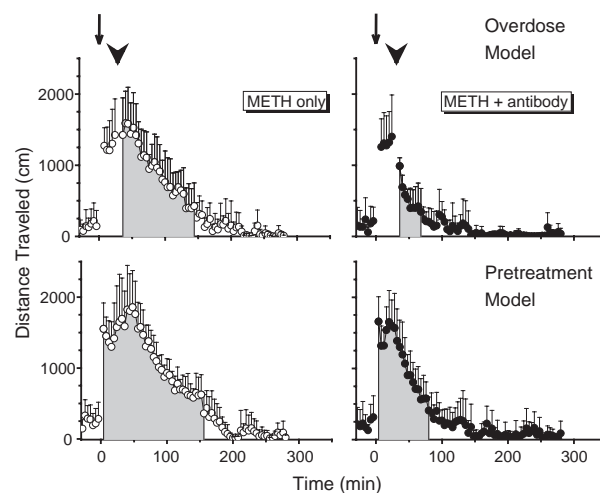 Overdose
Model
METH only
METH + antibody
2000
1000
0
Distance Traveled (cm)
Pretreatment
Model
2000
1000
0
0 100 200 300
0 100 200 300
Time (min)